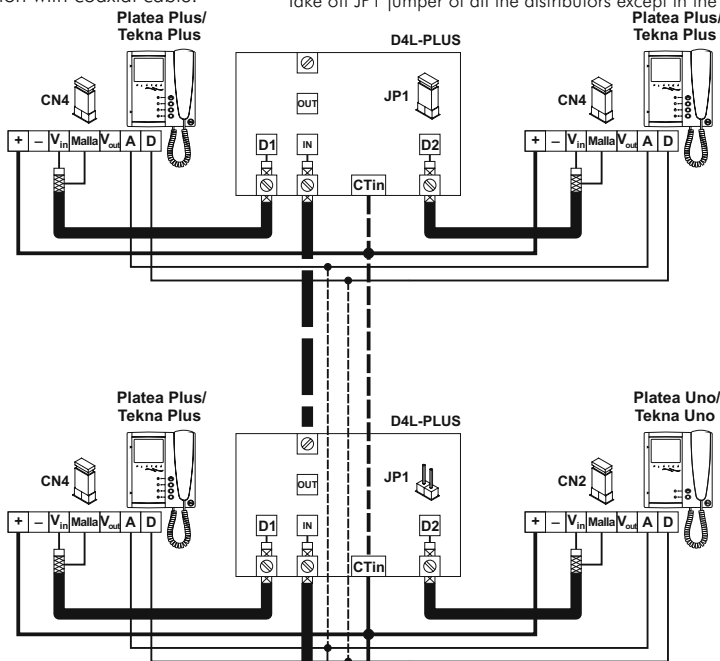 ion with coaxial cable.
Take off JP1 jumper of all the distributors except in the
Platea Plus/
Tekna Plus
Platea Plus/
Tekna Plus
D4L-PLUS
CN4
OUT
JP1
CN4
+ – Vin Malla Vout A D
D1 IN D2
CTin
+ – Vin Malla Vout A D
Platea Plus/
Tekna Plus
Platea Uno/
Tekna Uno
D4L-PLUS
CN4
OUT
JP1
CN2
+ – Vin Malla Vout A D
D1 IN D2
CTin
+ – Vin Malla Vout A D